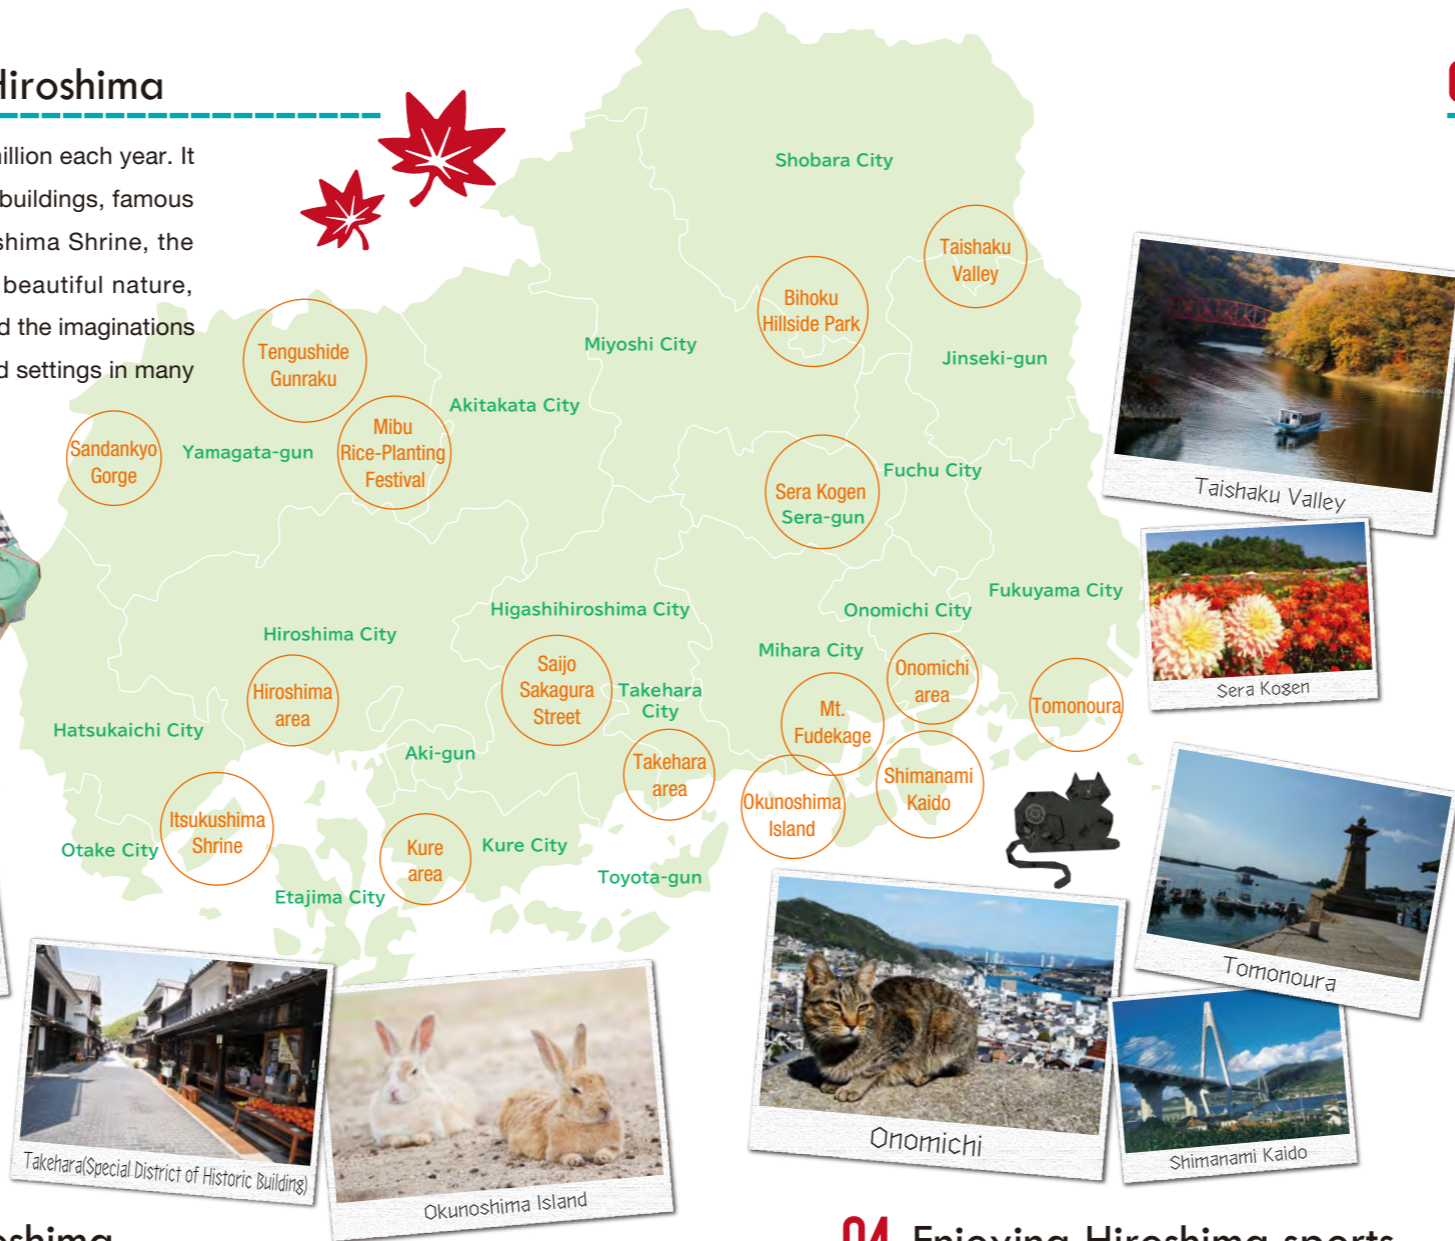 Hiroshima
illion each year. It
buildings, famous
shima Shrine, the
beautiful nature,
d the imaginations
d settings in many
Shobara City
Taishaku
Valley
Bihoku
Hillside Park
Miyoshi City
Jinseki-gun
Tengushide
Gunraku
Akitakata City
Mibu
Rice-Planting
Festival
Sandankyo
Gorge
Yamagata-gun
Fuchu City
Sera Kogen
Sera-gun
Taishaku Valley
Fukuyama City
Higashihiroshima City
Onomichi City
Hiroshima City
Mihara City
Saijo
Sakagura
Street
Onomichi
area
Takehara
City
Hiroshima
area
Mt.
Fudekage
Tomonoura
Sera Kogen
Hatsukaichi City
Aki-gun
Takehara
area
Shimanami
Kaido
Okunoshima
Island
Itsukushima
Shrine
Otake City
Kure
area
Kure City
Toyota-gun
Etajima City
Tomonoura
Onomichi
Shimanami Kaido
Takehara(Special District of Historic Building)
Okunoshima Island
oshima
04 Enjoying Hiroshima sports